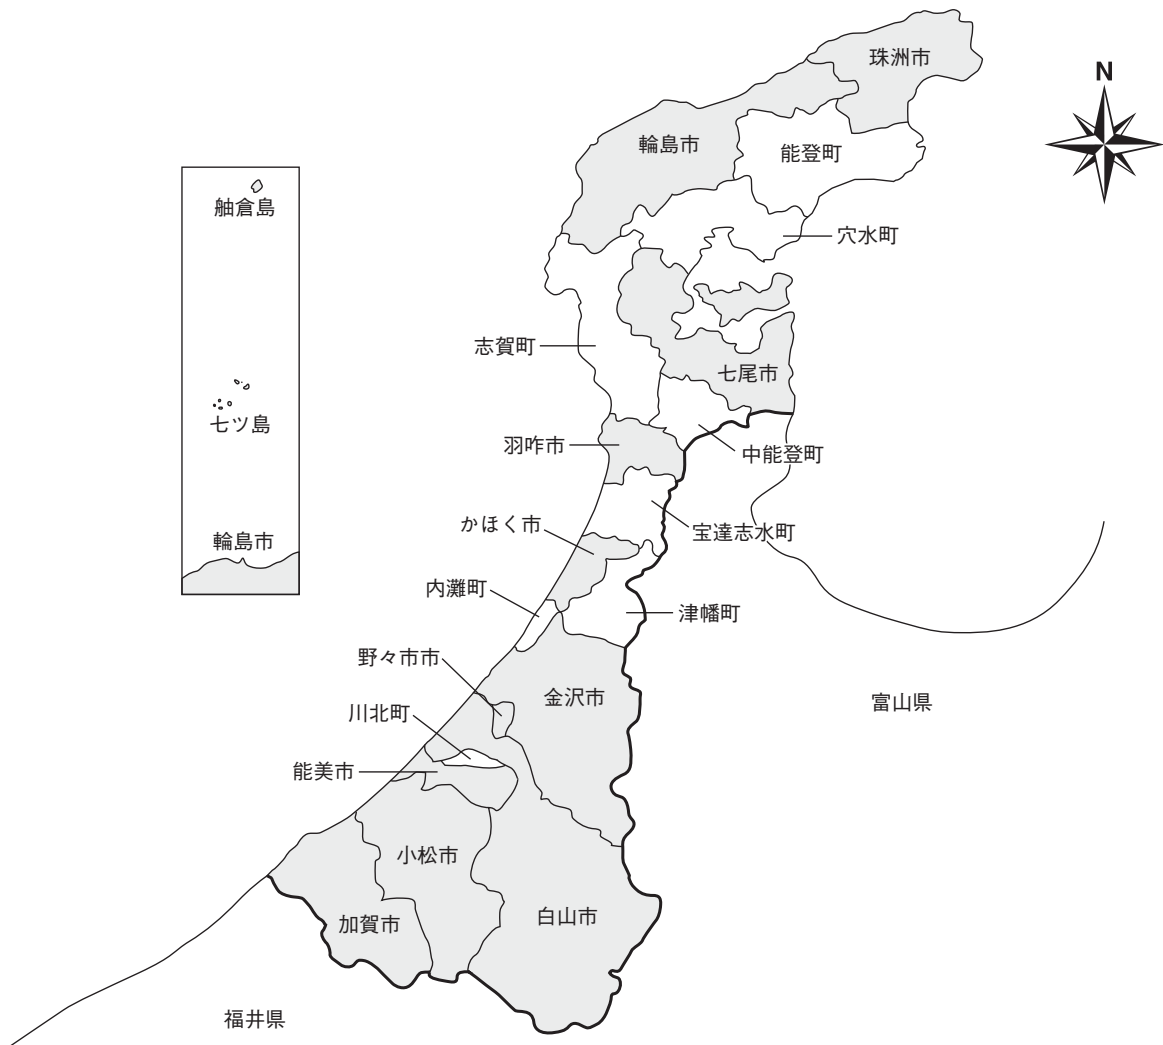 珠洲市
N
輪島市
能登町
舳倉島
穴水町
志賀町
七尾市
七ツ島
羽咋市
中能登町
かほく市
宝達志水町
輪島市
内灘町
津幡町
野々市市
金沢市
富山県
川北町
能美市
小松市
白山市
加賀市
福井県